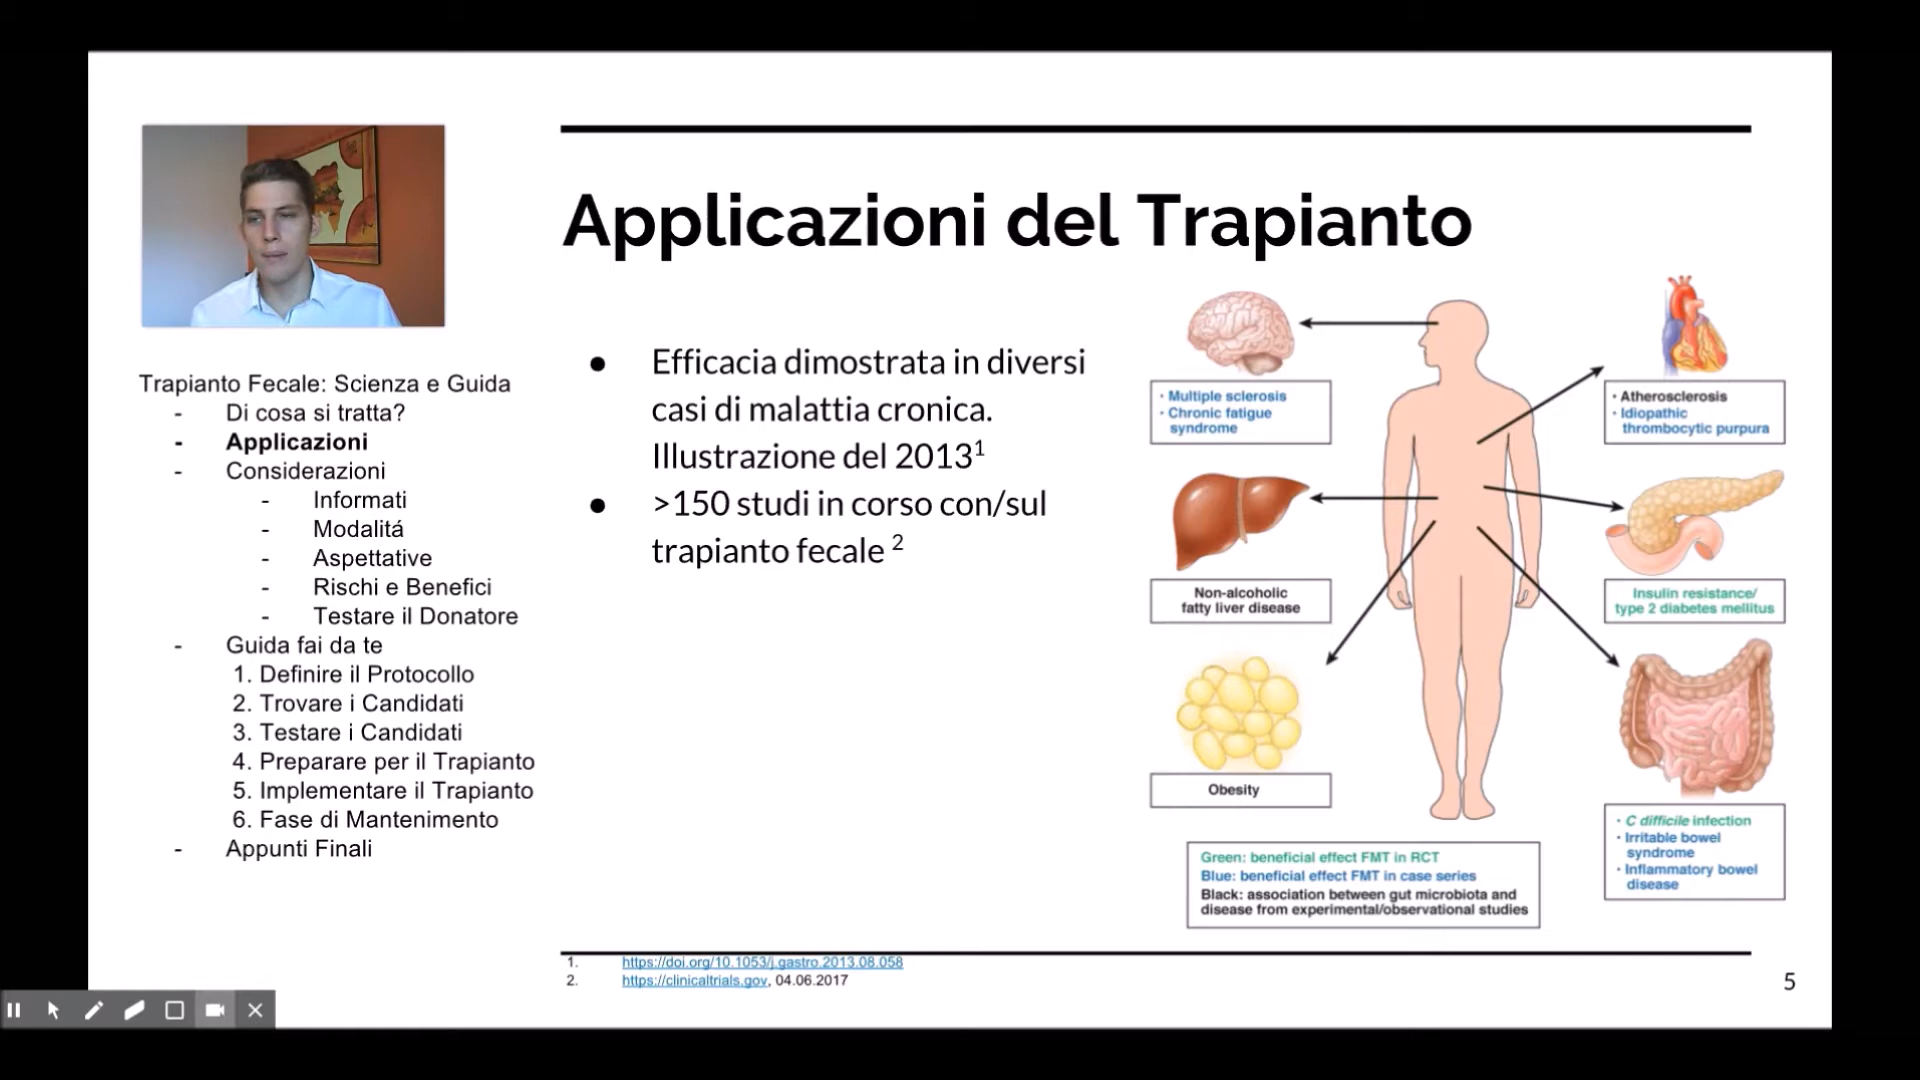 Applicazioni del Trapianto
Trapianto Fecale: Scienza e Guida
- Di cosa si tratta?
- Applicazioni
- Considerazioni
- Informati
- Modalitá
- Aspettative
- Rischi e Benefici
- Testare il Donatore
- Guida fai da te
1. Definire il Protocollo
2. Trovare i Candidati
3. Testare i Candidati
4. Preparare per il Trapianto
5. Implementare il Trapianto
6. Fase di Mantenimento
- Appunti Finali
● Efficacia dimostrata in diversi
casi di malattia cronica.
Illustrazione del 2013¹
● >150 studi in corso con/sul
trapianto fecale ²
· Multiple sclerosis
· Chronic fatigue
syndrome
· Atherosclerosis
· Idiopathic
thrombocytic purpura
Non-alcoholic
fatty liver disease
Insulin resistance/
type 2 diabetes mellitus
Obesity
· C difficile infection
· Irritable bowel
syndrome
· Inflammatory bowel
disease
Green: beneficial effect FMT in RCT
Blue: beneficial effect FMT in case series
Black: association between gut microbiota and
disease from experimental/observational studies
1. https://doi.org/10.1053/j.gastro.2013.08.058
2. https://clinicaltrials.gov, 04.06.2017
5